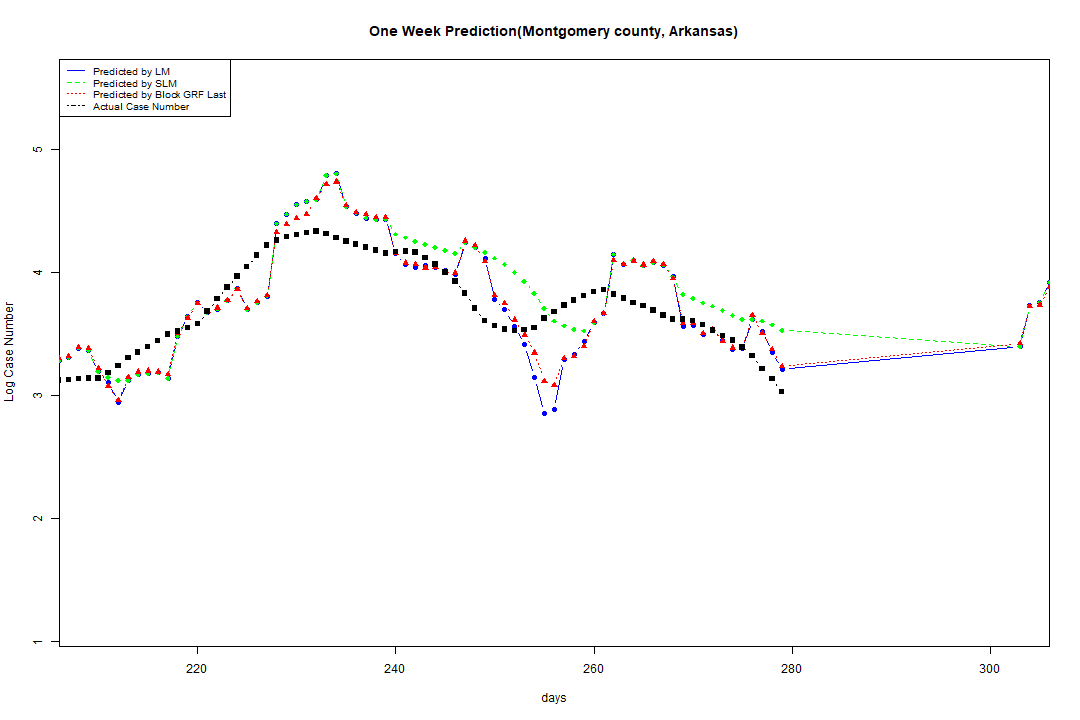 One Week Prediction(Montgomery county, Arkansas)
Predicted by LM
Predicted by SLM
Predicted by Block GRF Last
Actual Case Number
5
4
3
2
1
Log Case Number
220 240 260 280 300
days